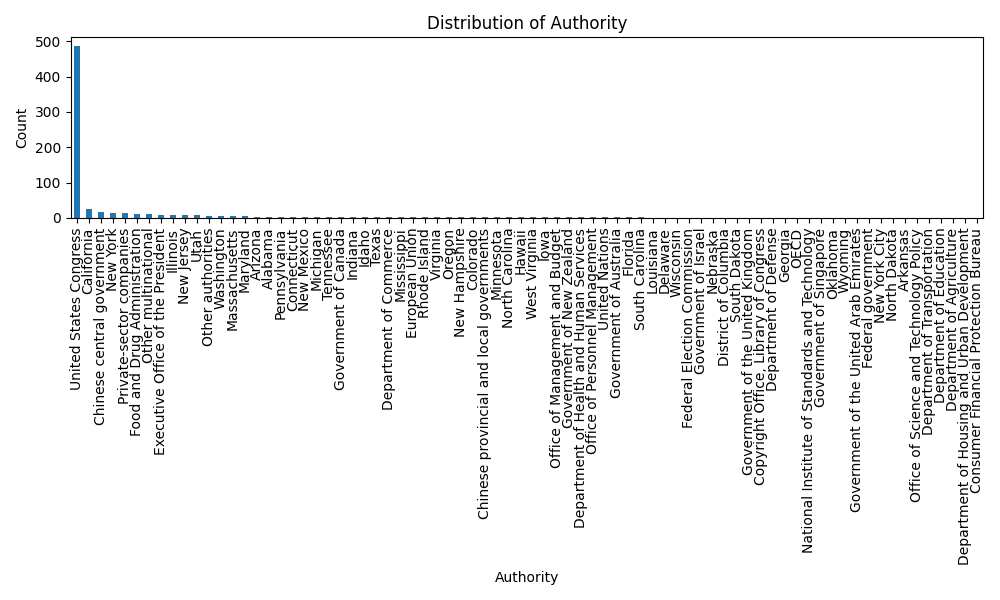 Distribution of Authority
Count
500
400
300
200
100
0
United States Congress
California
Chinese central government
New York
Private-sector companies
Food and Drug Administration
Other multinational
Executive Office of the President
Illinois
New Jersey
Utah
Other authorities
Washington
Massachusetts
Maryland
Arizona
Alabama
Pennsylvania
Connecticut
New Mexico
Michigan
Tennessee
Government of Canada
Indiana
Idaho
Texas
Department of Commerce
Mississippi
European Union
Rhode Island
Virginia
Oregon
New Hampshire
Colorado
Chinese provincial and local governments
Minnesota
North Carolina
Hawaii
West Virginia
Iowa
Office of Management and Budget
Government of New Zealand
Department of Health and Human Services
Office of Personnel Management
United Nations
Government of Australia
Florida
South Carolina
Louisiana
Delaware
Wisconsin
Federal Election Commission
Government of Israel
Nebraska
District of Columbia
South Dakota
Government of the United Kingdom
Copyright Office, Library of Congress
Department of Defense
Georgia
OECD
National Institute of Standards and Technology
Government of Singapore
Oklahoma
Wyoming
Government of the United Arab Emirates
Federal government
New York City
North Dakota
Arkansas
Office of Science and Technology Policy
Department of Transportation
Department of Education
Department of Agriculture
Department of Housing and Urban Development
Consumer Financial Protection Bureau
Authority